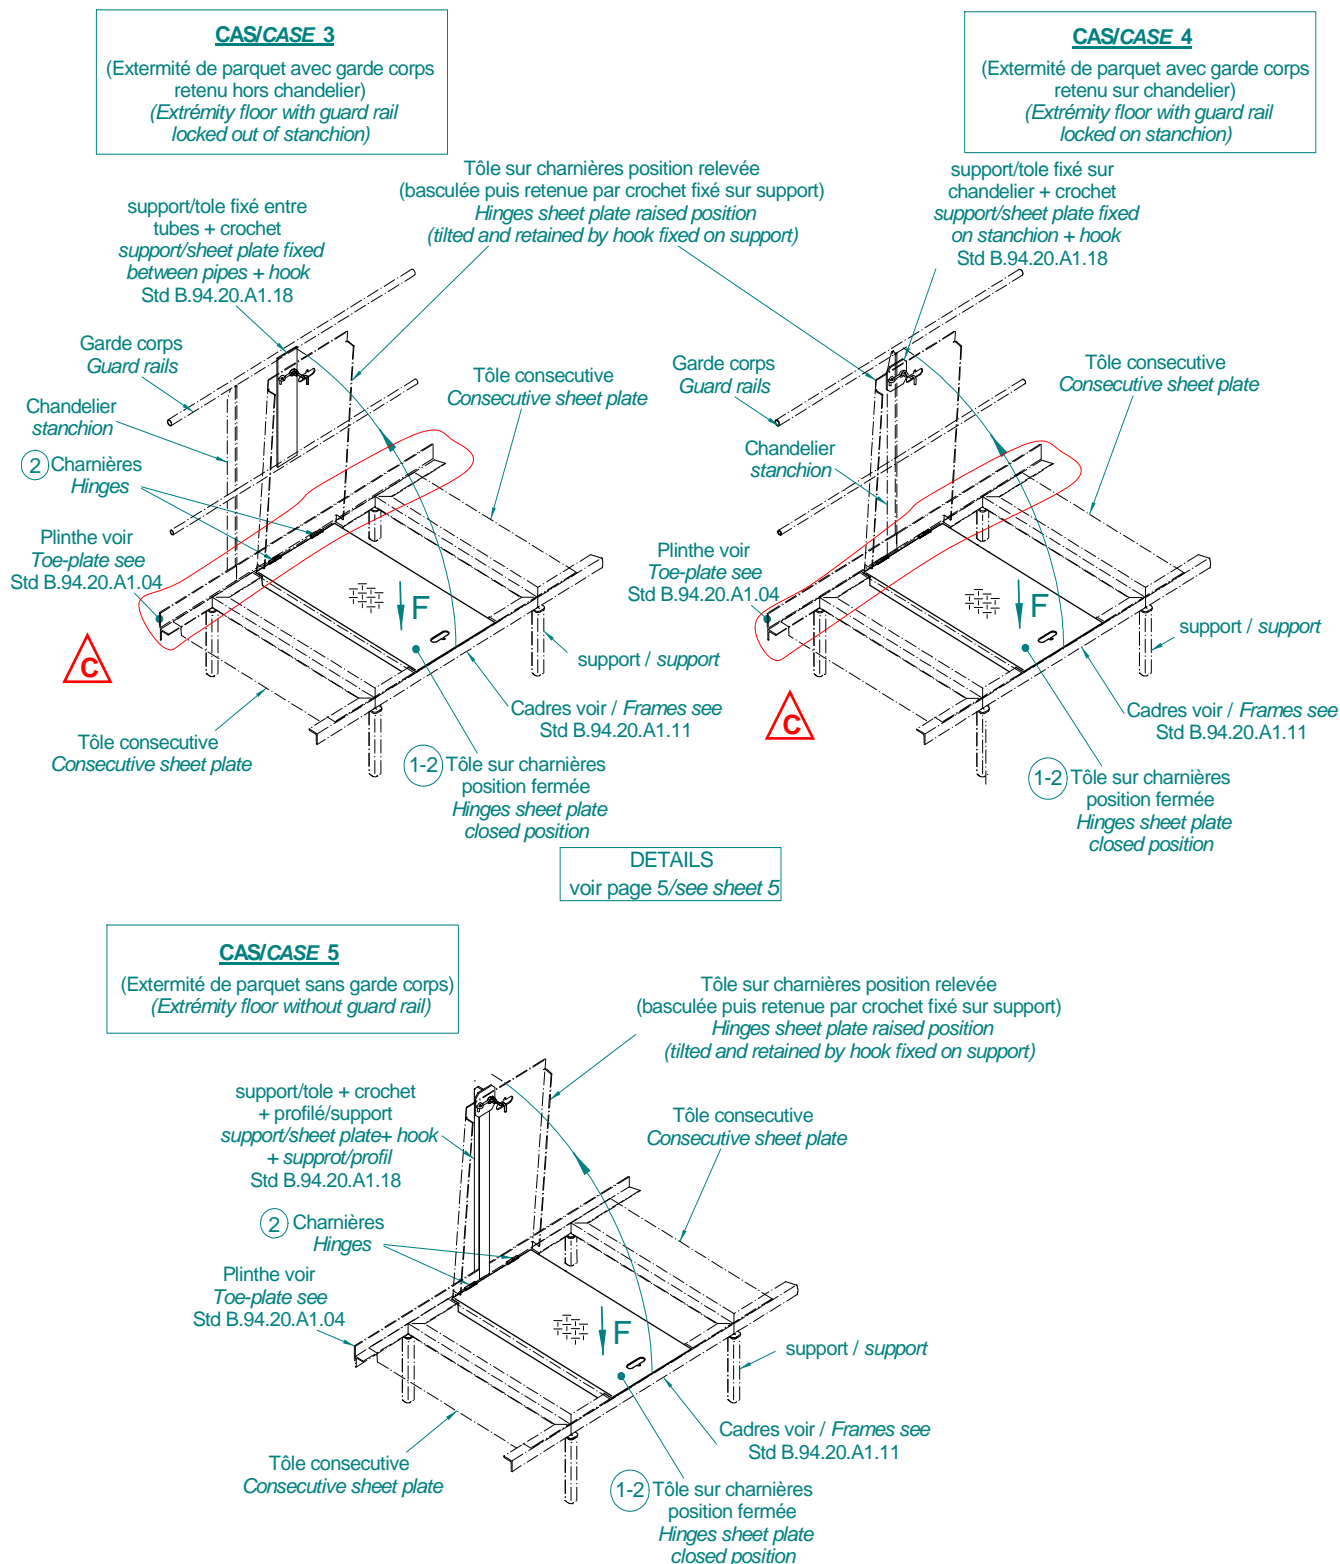 CAS/CASE 3
(Extermité de parquet avec garde corps
retenu hors chandelier)
(Extrémity floor with guard rail
locked out of stanchion)
CAS/CASE 4
(Extermité de parquet avec garde corps
retenu sur chandelier)
(Extrémity floor with guard rail
locked on stanchion)
Tôle sur charnières position relevée
(basculée puis retenue par crochet fixé sur support)
Hinges sheet plate raised position
(tilted and retained by hook fixed on support)
support/tole fixé entre
tubes + crochet
support/sheet plate fixed
between pipes + hook
Std B.94.20.A1.18
support/tole fixé sur
chandelier + crochet
support/sheet plate fixed
on stanchion + hook
Std B.94.20.A1.18
Garde corps
Guard rails
Tôle consecutive
Consecutive sheet plate
Chandelier
stanchion
2 Charnières
Hinges
Plinthe voir
Toe-plate see
Std B.94.20.A1.04
F
C
support / support
Cadres voir / Frames see
Std B.94.20.A1.11
Tôle consecutive
Consecutive sheet plate
1-2 Tôle sur charnières
position fermée
Hinges sheet plate
closed position
Garde corps
Guard rails
Tôle consecutive
Consecutive sheet plate
Chandelier
stanchion
Plinthe voir
Toe-plate see
Std B.94.20.A1.04
F
C
support / support
Cadres voir / Frames see
Std B.94.20.A1.11
1-2 Tôle sur charnières
position fermée
Hinges sheet plate
closed position
DETAILS
voir page 5/see sheet 5
CAS/CASE 5
(Extermité de parquet sans garde corps)
(Extrémity floor without guard rail)
Tôle sur charnières position relevée
(basculée puis retenue par crochet fixé sur support)
Hinges sheet plate raised position
(tilted and retained by hook fixed on support)
support/tole + crochet
+ profilé/support
support/sheet plate+ hook
+ supprot/profil
Std B.94.20.A1.18
Tôle consecutive
Consecutive sheet plate
2 Charnières
Hinges
Plinthe voir
Toe-plate see
Std B.94.20.A1.04
F
support / support
Cadres voir / Frames see
Std B.94.20.A1.11
Tôle consecutive
Consecutive sheet plate
1-2 Tôle sur charnières
position fermée
Hinges sheet plate
closed position